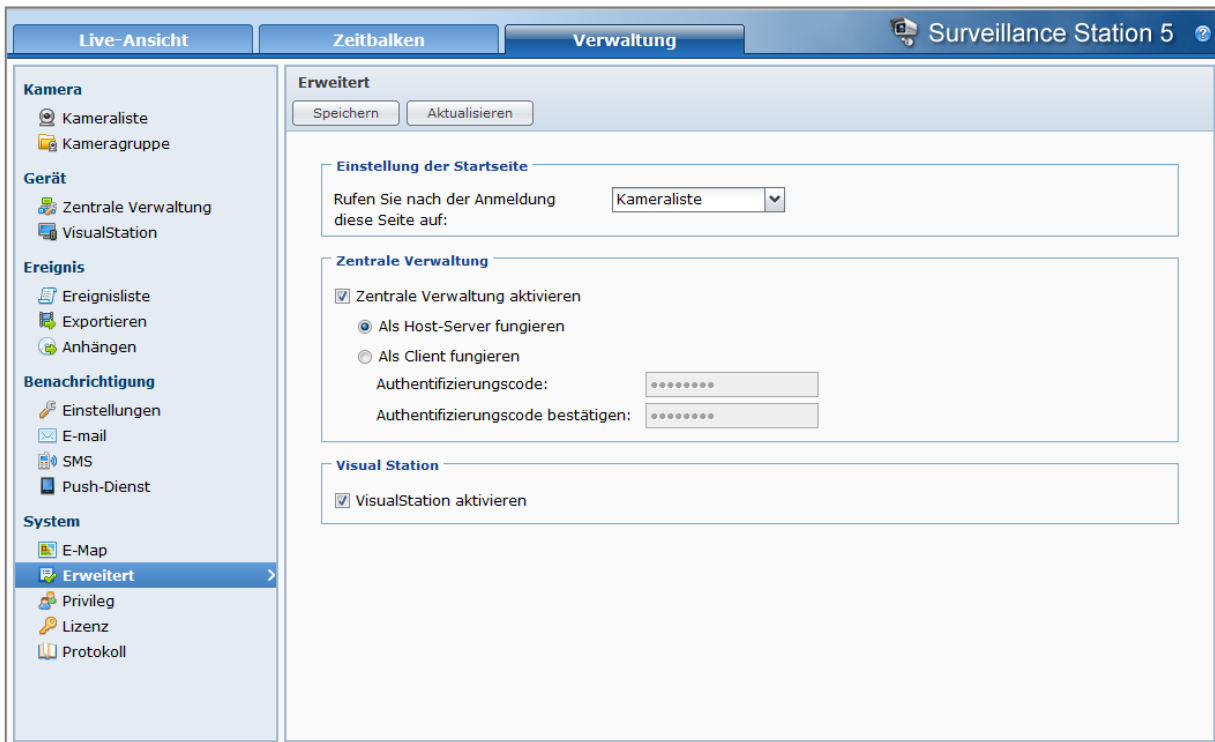 Live-Ansicht
Zeitbalken
Verwaltung
Surveillance Station 5
?
Kamera
Kameraliste
Kameragruppe
Gerät
Zentrale Verwaltung
VisualStation
Ereignis
Ereignisliste
Exportieren
Anhängen
Benachrichtigung
Einstellungen
E-mail
SMS
Push-Dienst
System
E-Map
Erweitert
Privileg
Lizenz
Protokoll
Erweitert
Speichern
Aktualisieren
Einstellung der Startseite
Rufen Sie nach der Anmeldung
diese Seite auf:
Kameraliste
Zentrale Verwaltung
Zentrale Verwaltung aktivieren
Als Host-Server fungieren
Als Client fungieren
Authentifizierungscode:
Authentifizierungscode bestätigen:
Visual Station
VisualStation aktivieren